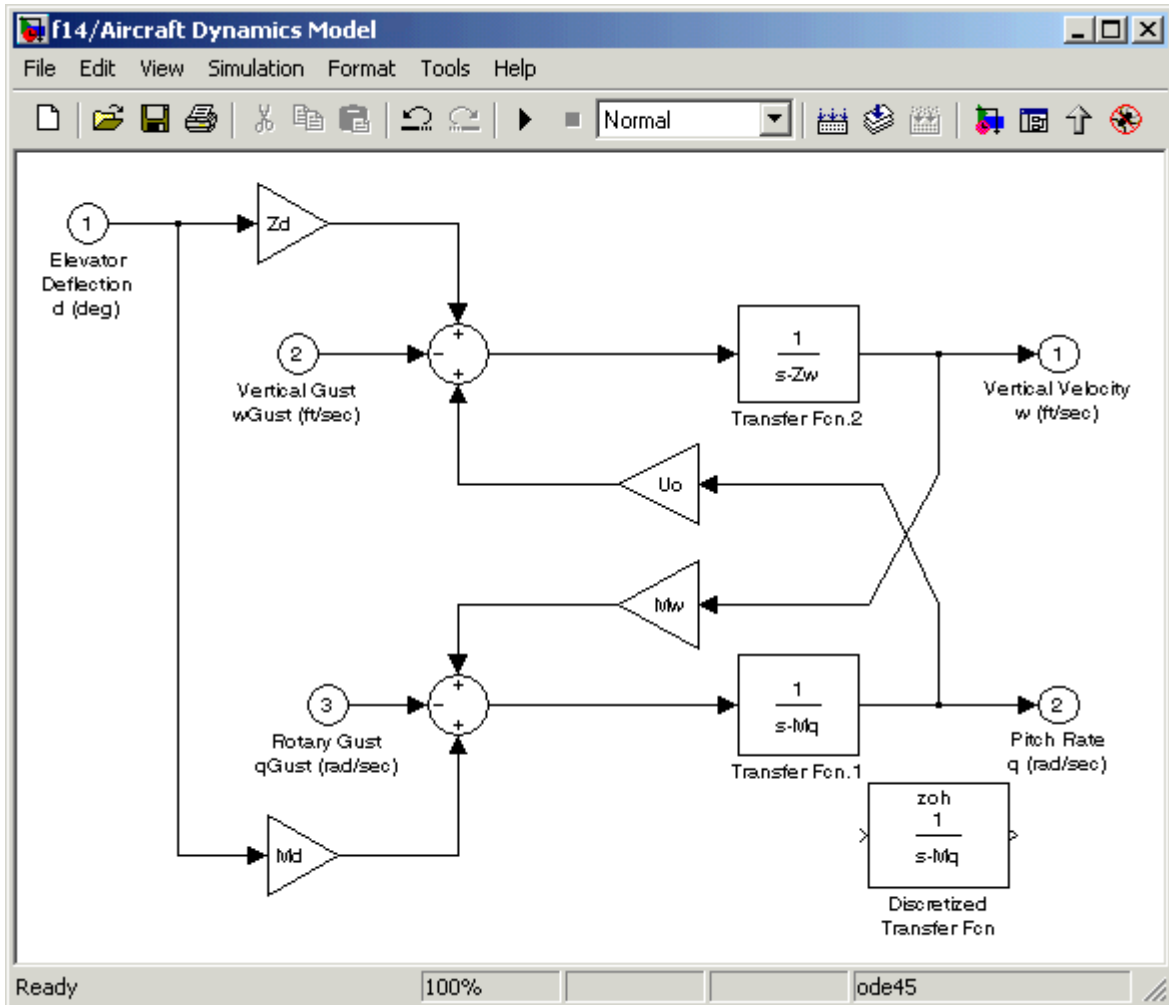 f14/Aircraft Dynamics Model
File Edit View Simulation Format Tools Help
Normal
1
Elevator
Deflection
d (deg)
Zd
2
Vertical Gust
wGust (ft/sec)
+
-
+
1
s-Zw
Transfer Fcn.2
1
Vertical Velocity
w (ft/sec)
Uo
Mw
3
Rotary Gust
qGust (rad/sec)
+
-
+
1
s-Mq
Transfer Fcn.1
2
Pitch Rate
q (rad/sec)
Md
zoh
1
s-Mq
Discretized
Transfer Fcn
Ready 100% ode45